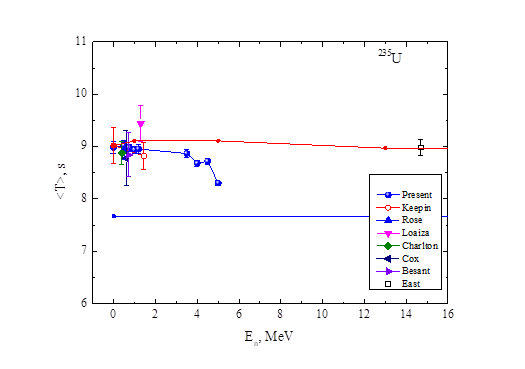 11
10
9
8
7
6
<T>, s
235U
Present
Keepin
Rose
Loaiza
Charlton
Cox
Besant
East
0 2 4 6 8 10 12 14 16
En, MeV